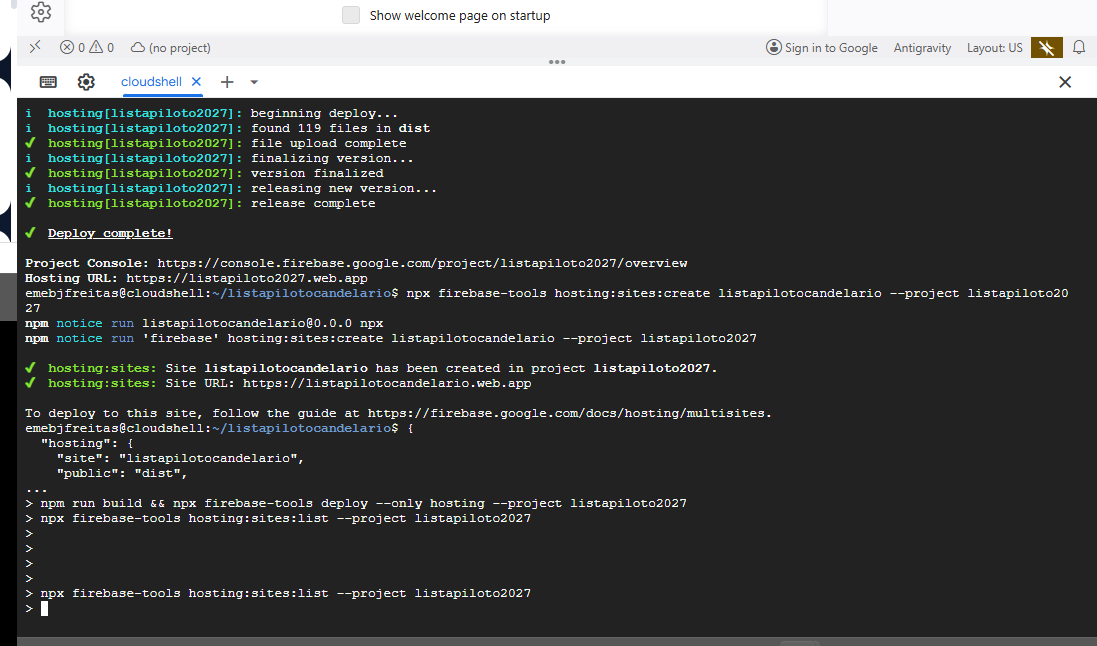 Show welcome page on startup
0 0 (no project) Sign in to Google Antigravity Layout: US
cloudshell
i hosting[listapiloto2027]: beginning deploy...
i hosting[listapiloto2027]: found 119 files in dist
✔ hosting[listapiloto2027]: file upload complete
i hosting[listapiloto2027]: finalizing version...
✔ hosting[listapiloto2027]: version finalized
i hosting[listapiloto2027]: releasing new version...
✔ hosting[listapiloto2027]: release complete
✔ Deploy complete!
Project Console: https://console.firebase.google.com/project/listapiloto2027/overview
Hosting URL: https://listapiloto2027.web.app
emebjfreitas@cloudshell:~/listapilotocandelario$ npx firebase-tools hosting:sites:create listapilotocandelario --project listapiloto20
27
npm notice run listapilotocandelario@0.0.0 npx
npm notice run 'firebase' hosting:sites:create listapilotocandelario --project listapiloto2027
✔ hosting:sites: Site listapilotocandelario has been created in project listapiloto2027.
✔ hosting:sites: Site URL: https://listapilotocandelario.web.app
To deploy to this site, follow the guide at https://firebase.google.com/docs/hosting/multisites.
emebjfreitas@cloudshell:~/listapilotocandelario$ {
"hosting": {
"site": "listapilotocandelario",
"public": "dist",
...
> npm run build && npx firebase-tools deploy --only hosting --project listapiloto2027
> npx firebase-tools hosting:sites:list --project listapiloto2027
>
>
>
>
> npx firebase-tools hosting:sites:list --project listapiloto2027
>